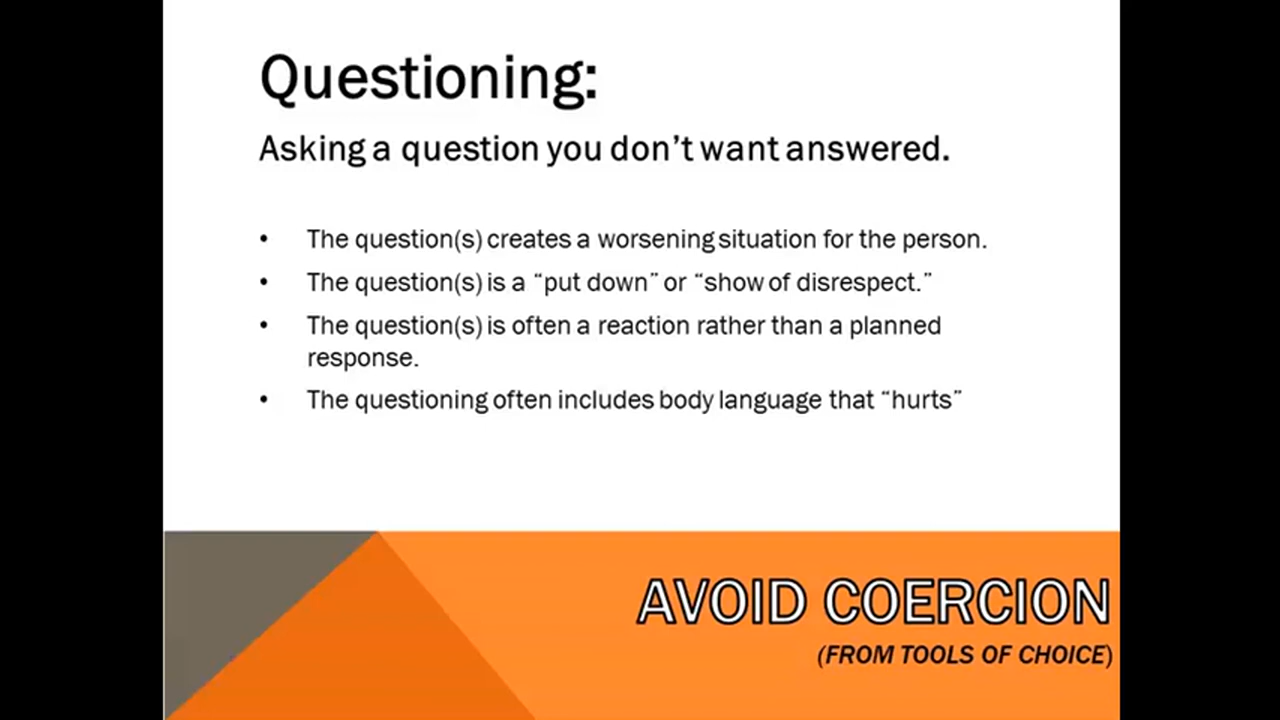 Questioning:
Asking a question you don’t want answered.
• The question(s) creates a worsening situation for the person.
• The question(s) is a “put down” or “show of disrespect.”
• The question(s) is often a reaction rather than a planned
response.
• The questioning often includes body language that “hurts”
AVOID COERCION
(FROM TOOLS OF CHOICE)